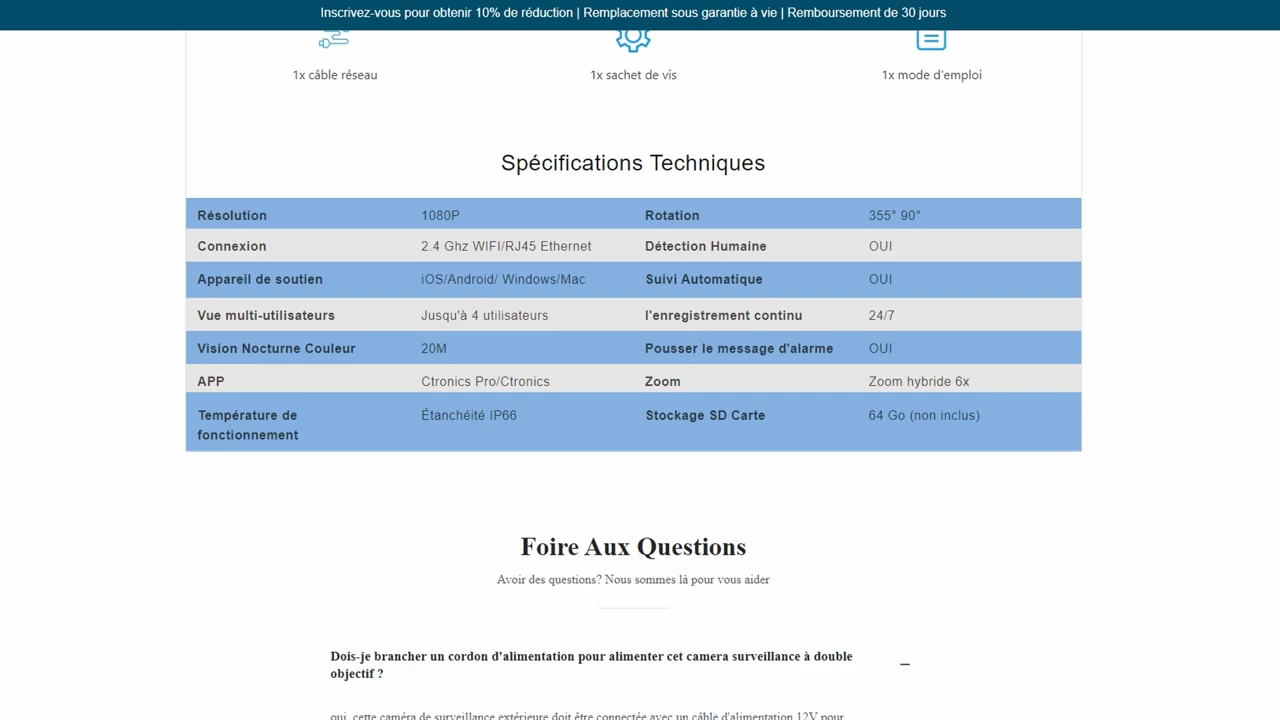 Inscrivez-vous pour obtenir 10% de réduction | Remplacement sous garantie à vie | Remboursement de 30 jours
1x câble réseau
1x sachet de vis
1x mode d'emploi
Spécifications Techniques
Résolution 1080P Rotation 355° 90°
Connexion 2.4 Ghz WIFI/RJ45 Ethernet Détection Humaine OUI
Appareil de soutien iOS/Android/ Windows/Mac Suivi Automatique OUI
Vue multi-utilisateurs Jusqu'à 4 utilisateurs l'enregistrement continu 24/7
Vision Nocturne Couleur 20M Pousser le message d'alarme OUI
APP Ctronics Pro/Ctronics Zoom Zoom hybride 6x
Température de Étanchéité IP66 Stockage SD Carte 64 Go (non inclus)
fonctionnement
Foire Aux Questions
Avoir des questions? Nous sommes là pour vous aider
Dois-je brancher un cordon d'alimentation pour alimenter cet camera surveillance à double
objectif ?
oui, cette caméra de surveillance extérieure doit être connectée avec un câble d'alimentation 12V pour